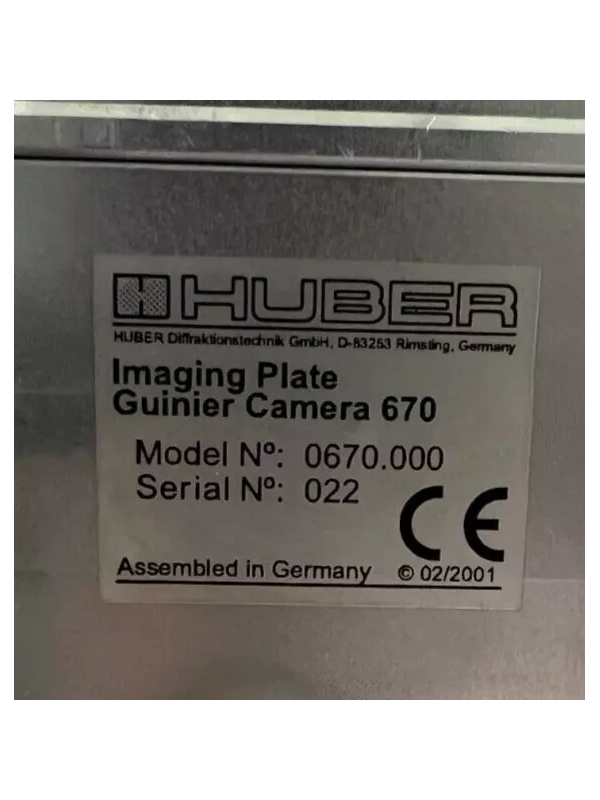 H HUBER
HUBER Diffraktionstechnik GmbH, D-83253 Rimsting, Germany
Imaging Plate
Guinier Camera 670
Model Nº: 0670.000
Serial Nº: 022
CE
Assembled in Germany © 02/2001